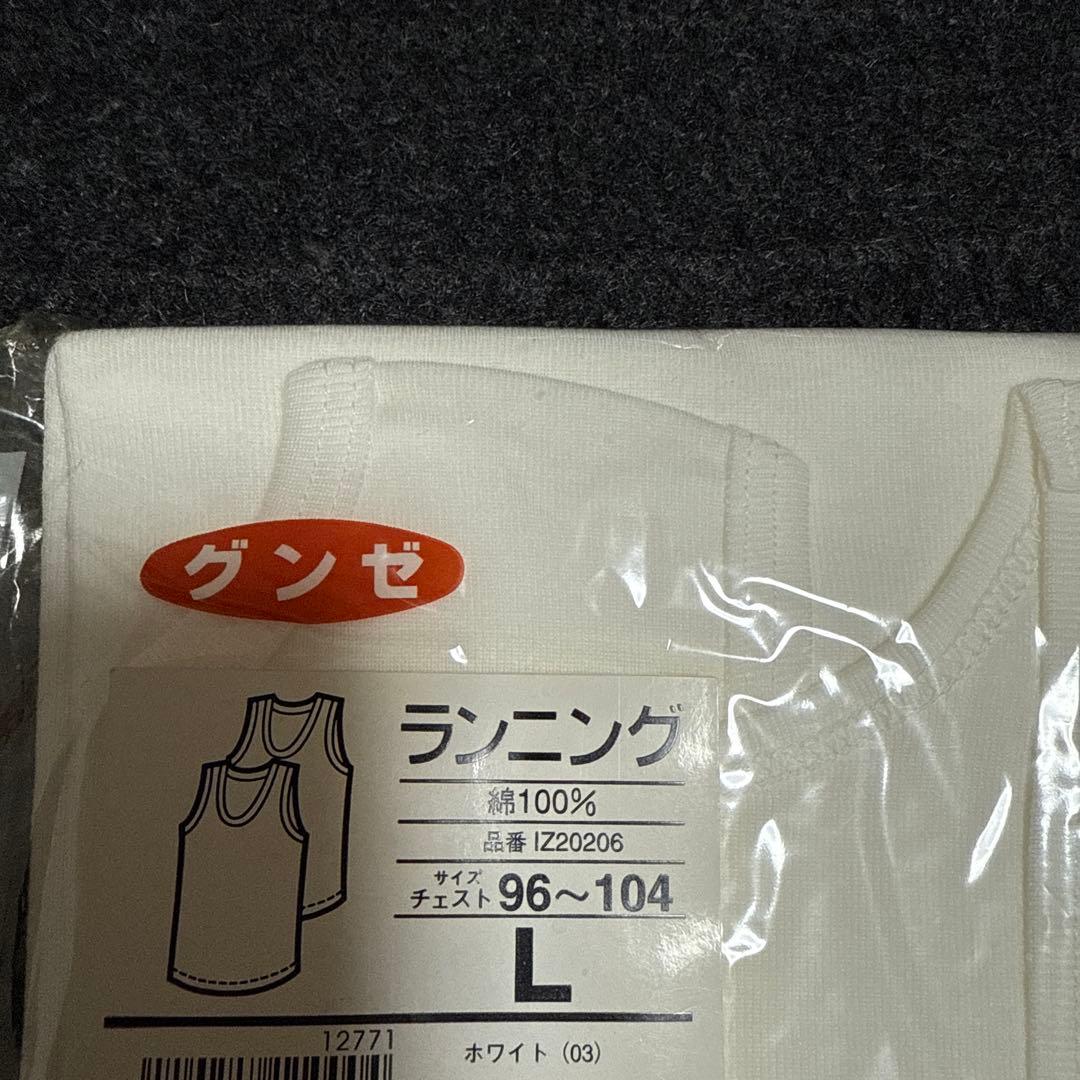 グンゼ
ランニング
綿100%
品番 IZ20206
サイズ
チェスト 96~104
L
12771
ホワイト (03)